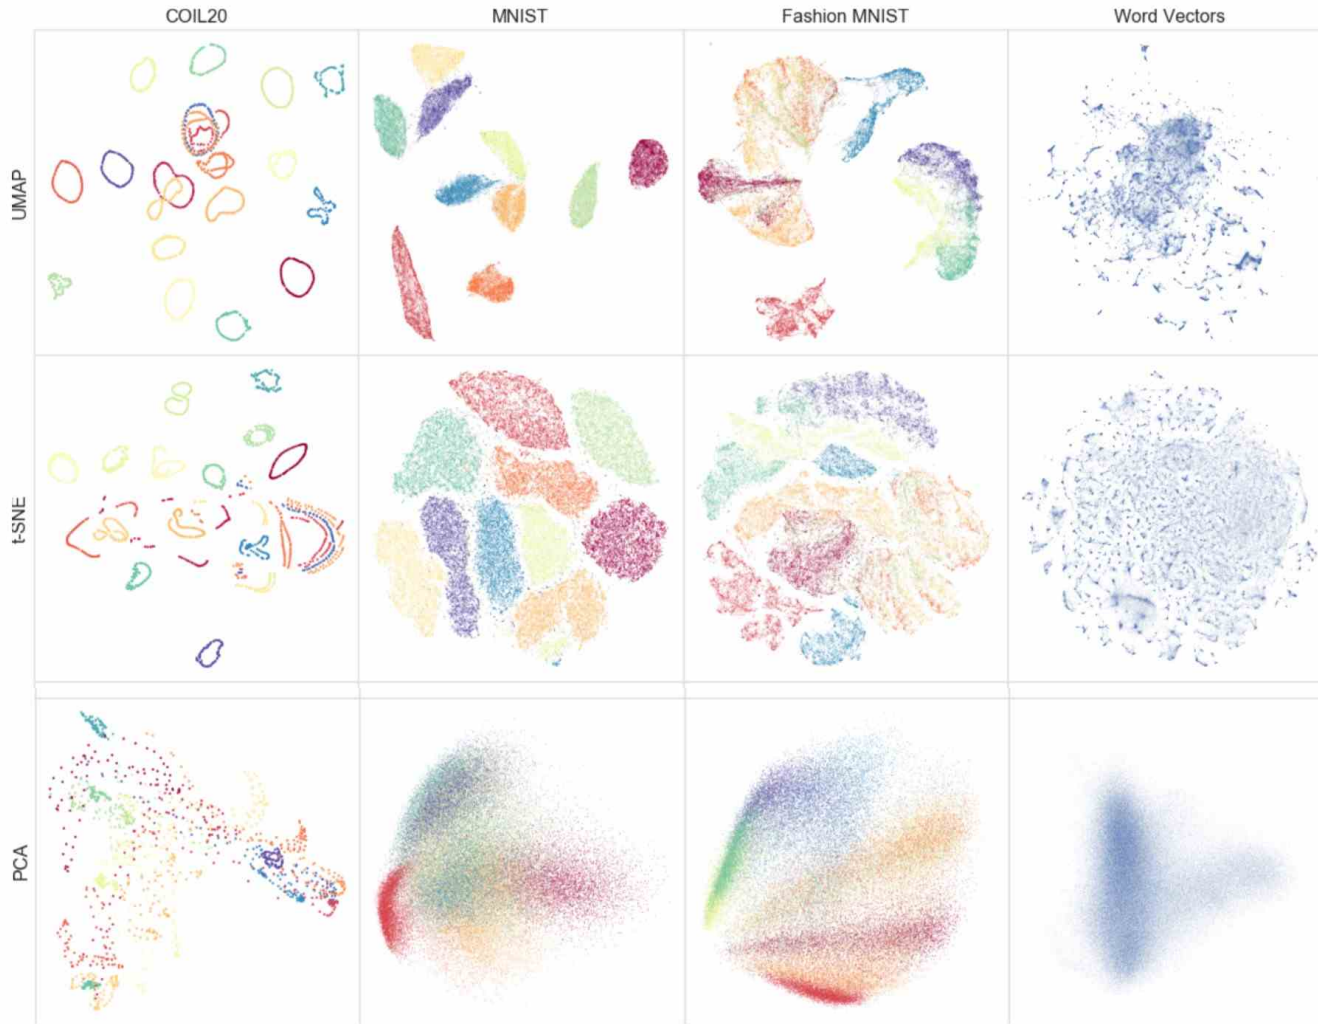 COIL20
MNIST
Fashion MNIST
Word Vectors
UMAP
t-SNE
PCA